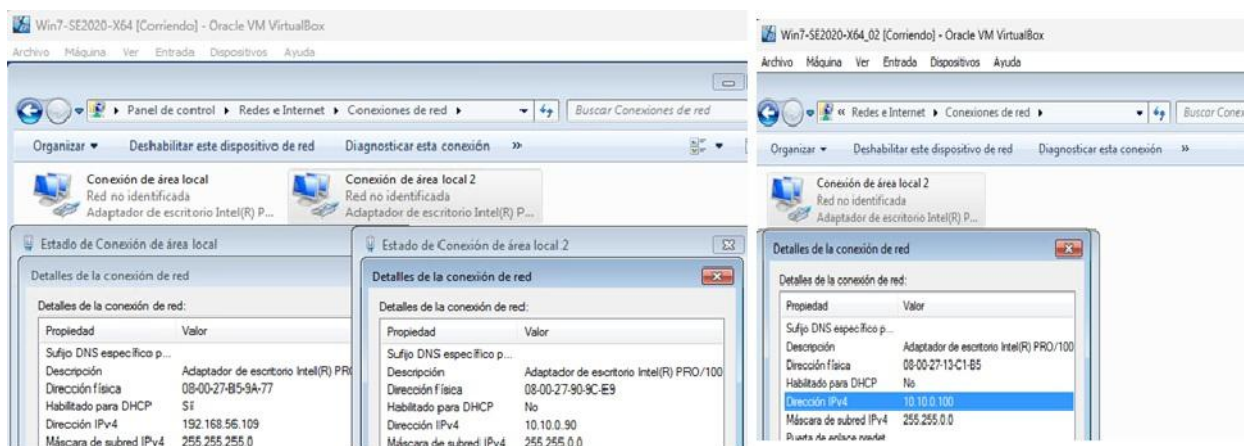 Win7-SE2020-X64 [Corriendo] - Oracle VM VirtualBox
Archivo Máquina Ver Entrada Dispositivos Ayuda
Panel de control Redes e Internet Conexiones de red
Buscar Conexiones de red
Organizar Deshabilitar este dispositivo de red Diagnosticar esta conexión »
Conexión de área local
Red no identificada
Adaptador de escritorio Intel(R) P...
Conexión de área local 2
Red no identificada
Adaptador de escritorio Intel(R) P...
Estado de Conexión de área local
Detalles de la conexión de red
Detalles de la conexión de red:
Propiedad Valor
Sufijo DNS específico p...
Descripción Adaptador de escritorio Intel(R) PR
Dirección física 08-00-27-B5-9A-77
Habilitado para DHCP Sí
Dirección IPv4 192.168.56.109
Máscara de subred IPv4 255.255.255.0
Estado de Conexión de área local 2
Detalles de la conexión de red
Detalles de la conexión de red:
Propiedad Valor
Sufijo DNS específico p...
Descripción Adaptador de escritorio Intel(R) PRO/100
Dirección física 08-00-27-90-9C-E9
Habilitado para DHCP No
Dirección IPv4 10.10.0.90
Máscara de subred IPv4 255.255.0.0
Win7-SE2020-X64_02 [Corriendo] - Oracle VM VirtualBox
Archivo Máquina Ver Entrada Dispositivos Ayuda
« Redes e Internet Conexiones de red
Buscar Conex
Organizar Deshabilitar este dispositivo de red Diagnosticar esta conexión »
Conexión de área local 2
Red no identificada
Adaptador de escritorio Intel(R) P...
Detalles de la conexión de red
Detalles de la conexión de red:
Propiedad Valor
Sufijo DNS específico p...
Descripción Adaptador de escritorio Intel(R) PRO/100
Dirección física 08-00-27-13-C1-B5
Habilitado para DHCP No
Dirección IPv4 10.10.0.100
Máscara de subred IPv4 255.255.0.0
Puerta de enlace predet